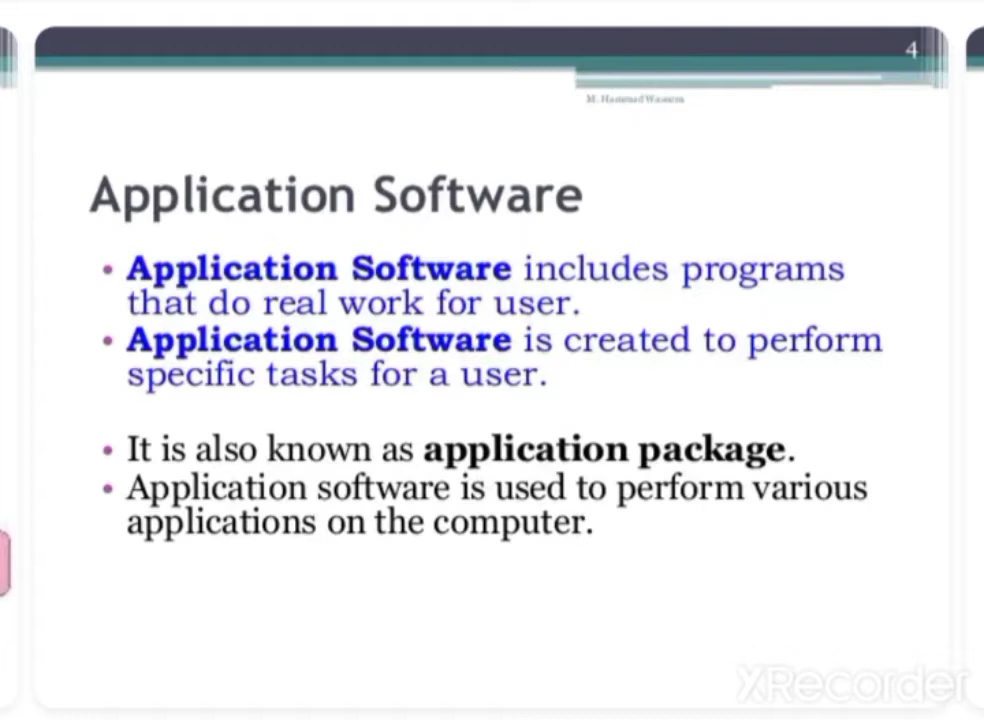 4
M. Hammad Waseem
Application Software
• Application Software includes programs
that do real work for user.
• Application Software is created to perform
specific tasks for a user.
• It is also known as application package.
• Application software is used to perform various
applications on the computer.
XRecorder